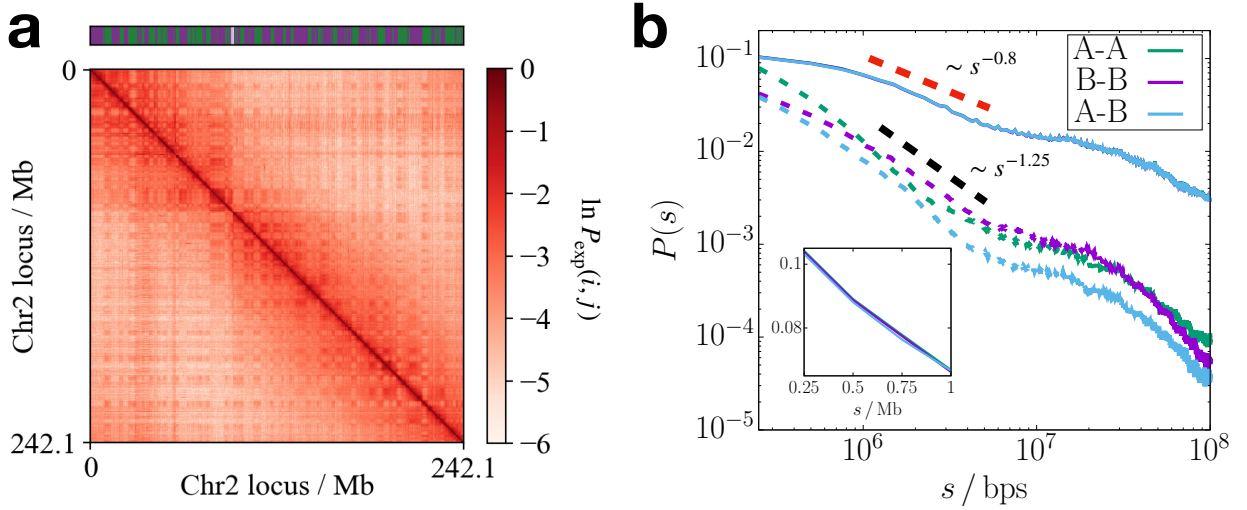 a
0
Chr2 locus / Mb
242.1
0
242.1
Chr2 locus / Mb
0
−1
−2
−3
−4
−5
−6
ln P_exp(i, j)
b
10^−1
10^−2
10^−3
10^−4
10^−5
P(s)
A-A
B-B
A-B
~ s^−0.8
~ s^−1.25
0.1
0.08
0.25
0.5
0.75
1
s / Mb
10^6
10^7
10^8
s / bps